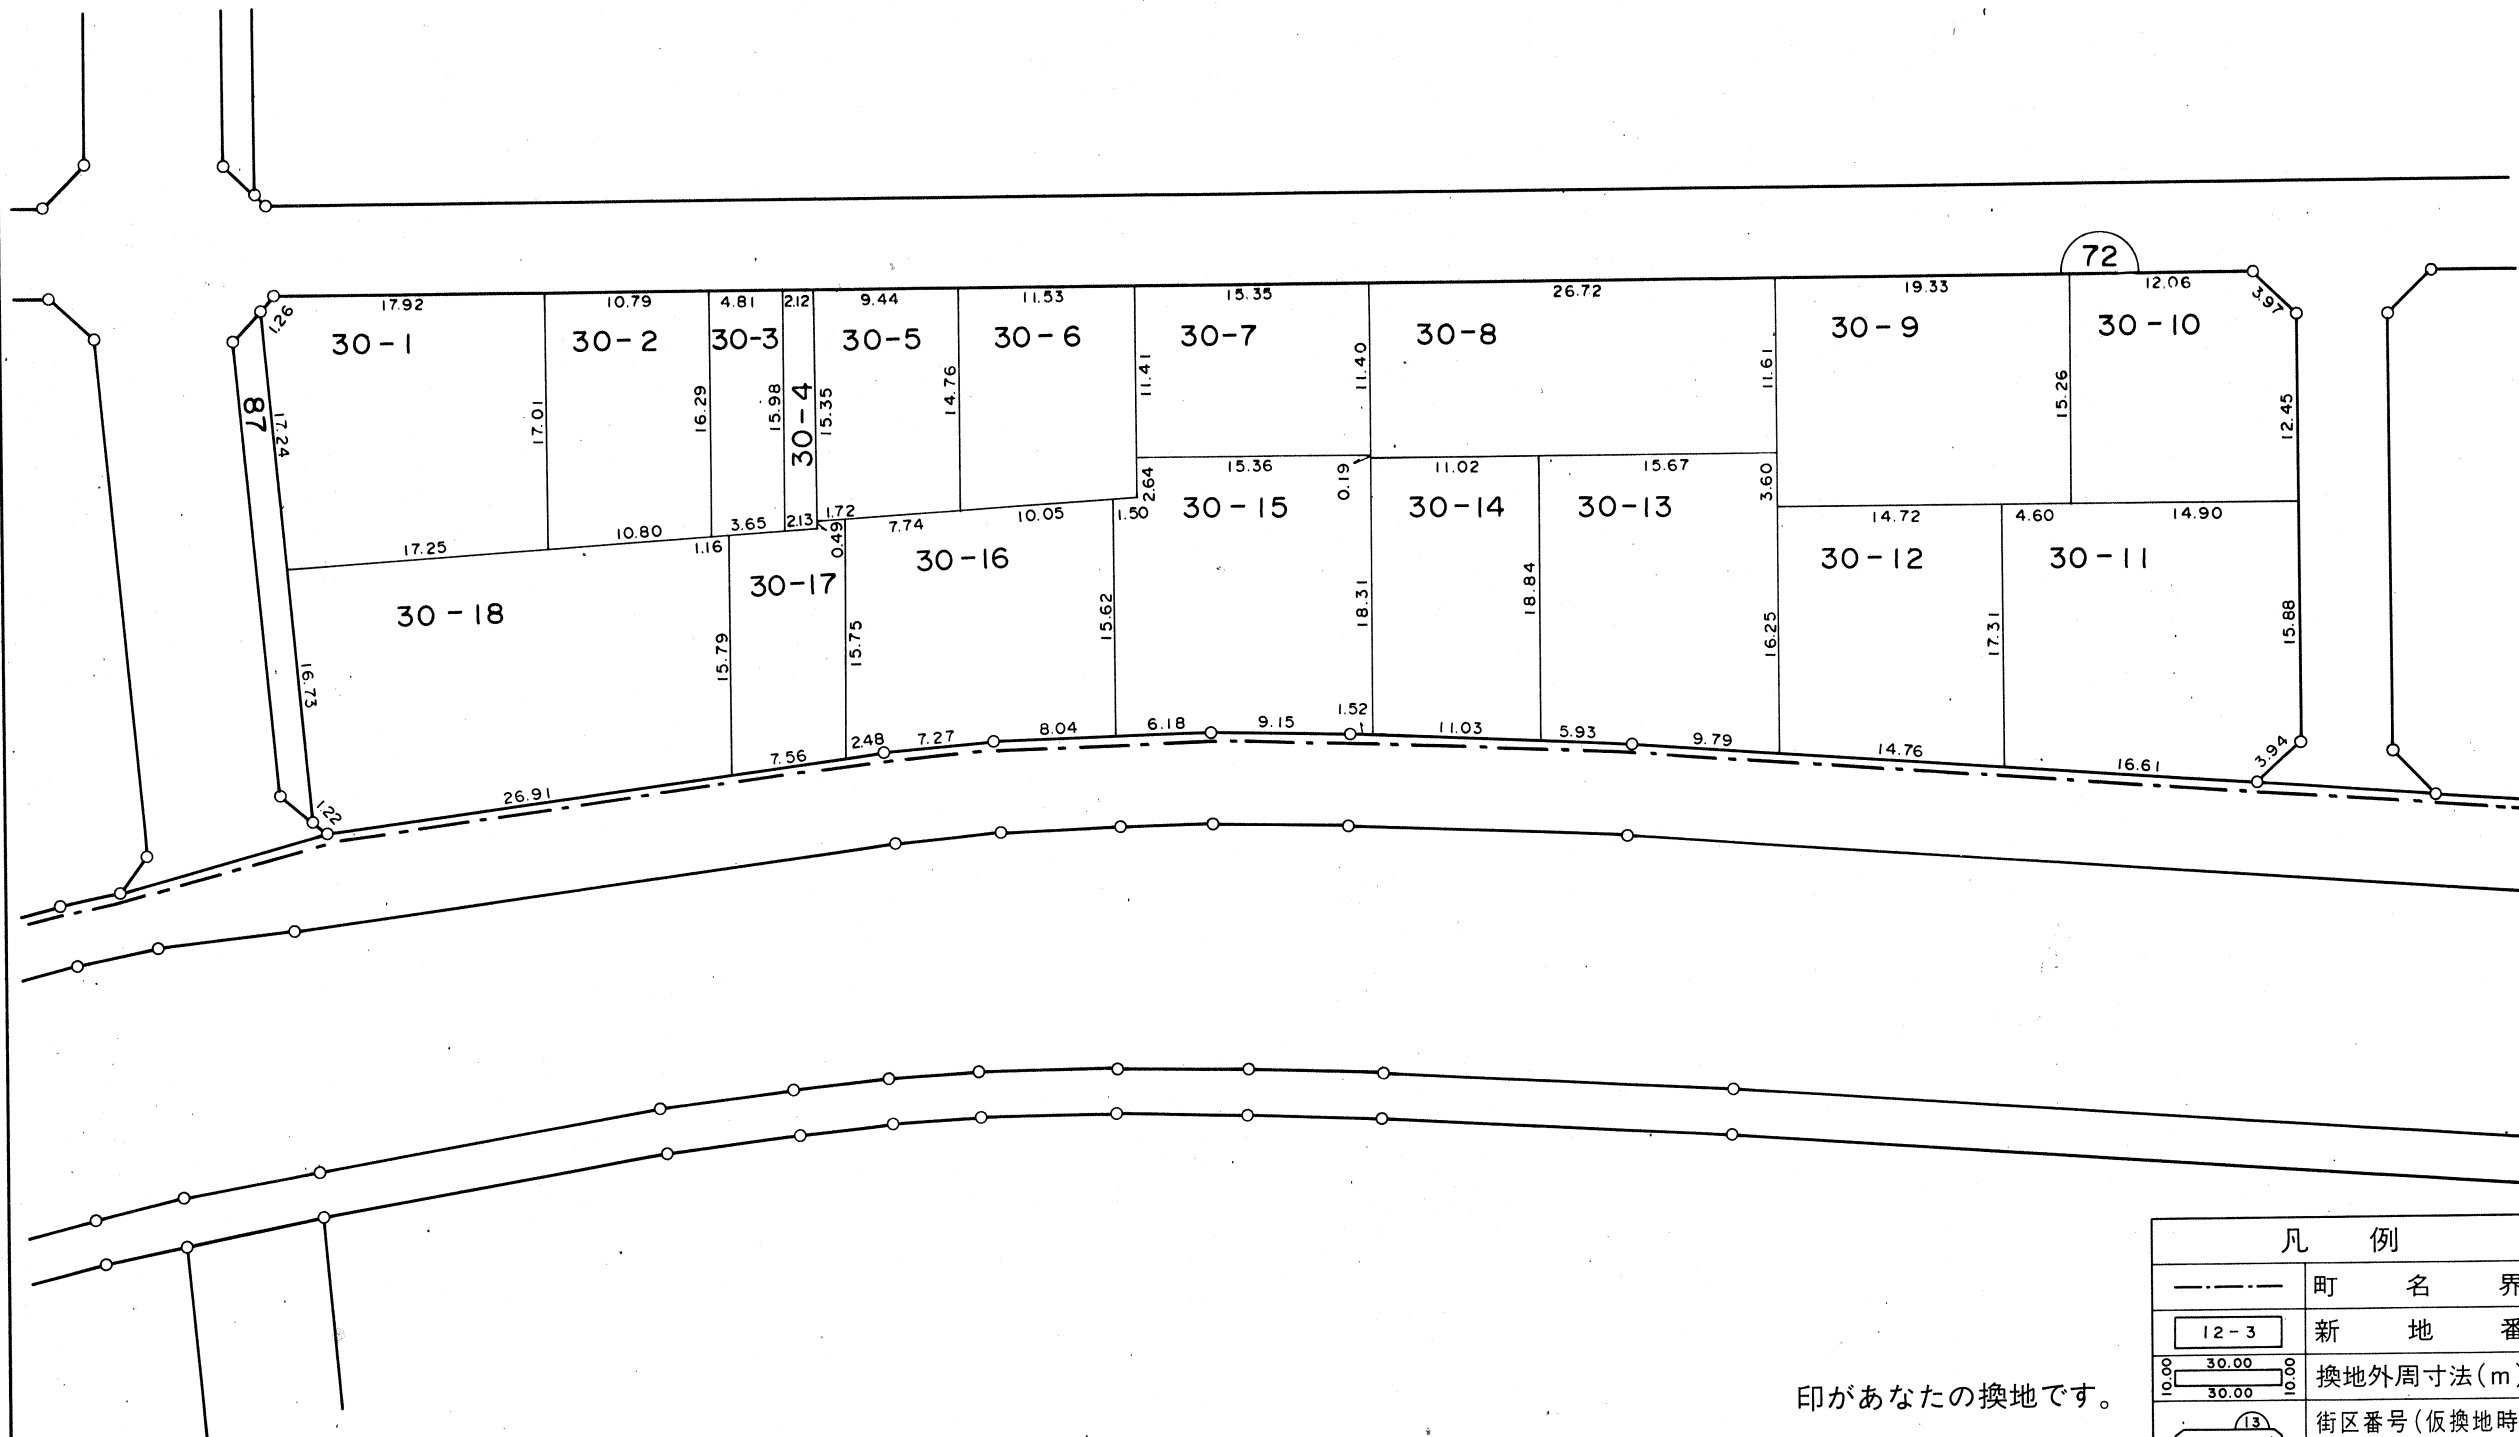 72
17.92 10.79 4.81 2.12 9.44 11.53 15.35 26.72 19.33 12.06
1.26 3.97
30-1 30-2 30-3 30-4 30-5 30-6 30-7 30-8 30-9 30-10
87 17.24 17.01 16.29 15.98 15.35 14.76 11.41 11.40 11.61 15.26 12.45
15.36 0.19 11.02 15.67
2.64 3.60
17.25 10.80 1.16 3.65 2.13 1.72 0.49 7.74 10.05 1.50 14.72 4.60 14.90
30-18 30-17 30-16 30-15 30-14 30-13 30-12 30-11
16.73 15.79 15.75 15.62 18.31 18.84 16.25 17.31 15.88
1.22 26.91 7.56 2.48 7.27 8.04 6.18 9.15 1.52 11.03 5.93 9.79 14.76 16.61 3.94
凡 例
町 名 界
12-3 新 地 番
10.00 30.00 30.00 10.00 換地外周寸法(m)
13 街区番号(仮換地時
印があなたの換地です。